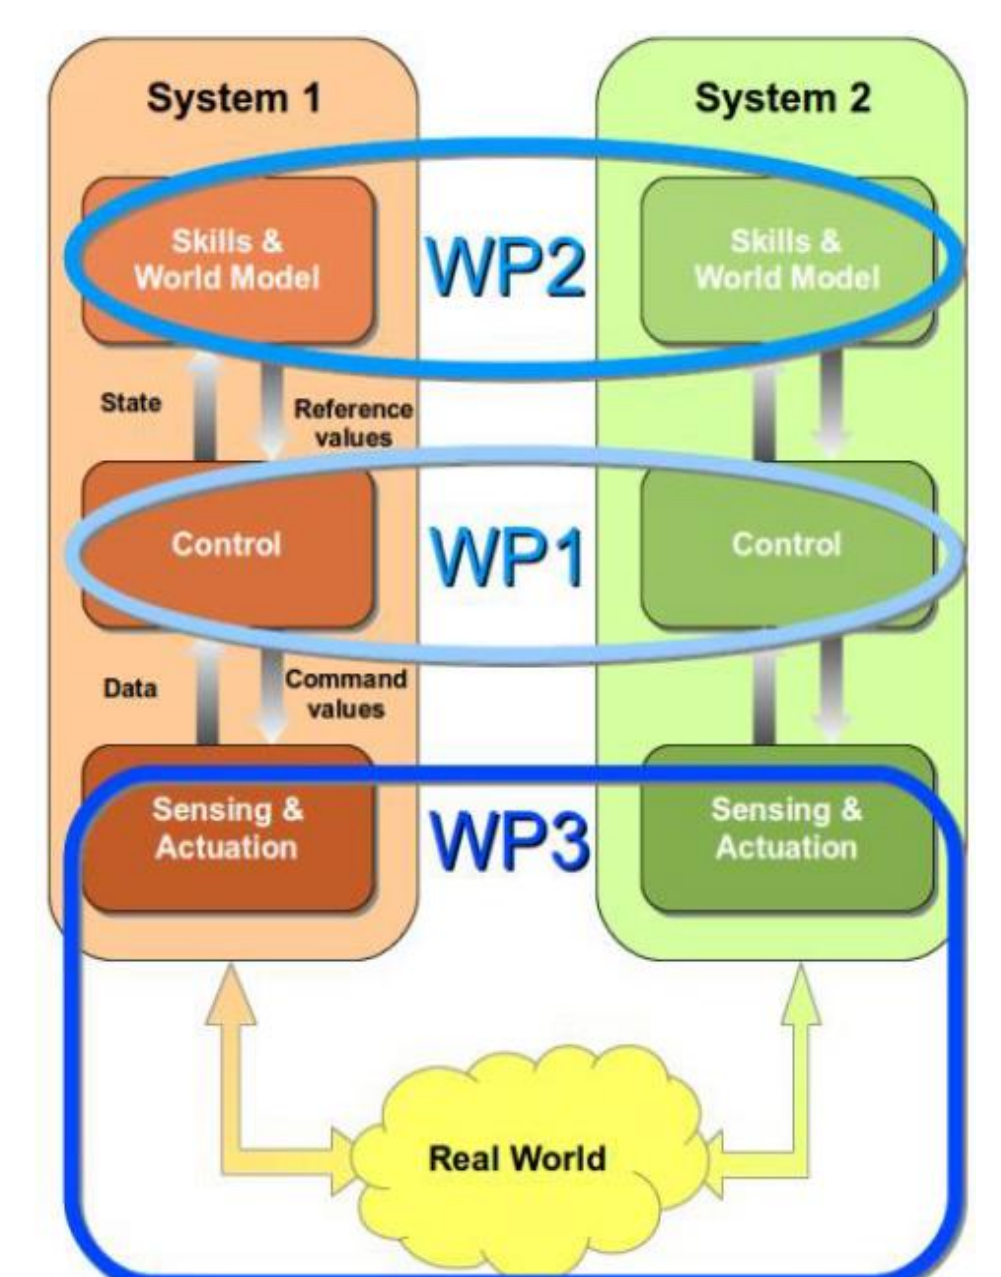 System 1
System 2
Skills &
World Model
WP2
Skills &
World Model
State
Reference
values
Control
WP1
Control
Data
Command
values
Sensing &
Actuation
WP3
Sensing &
Actuation
Real World